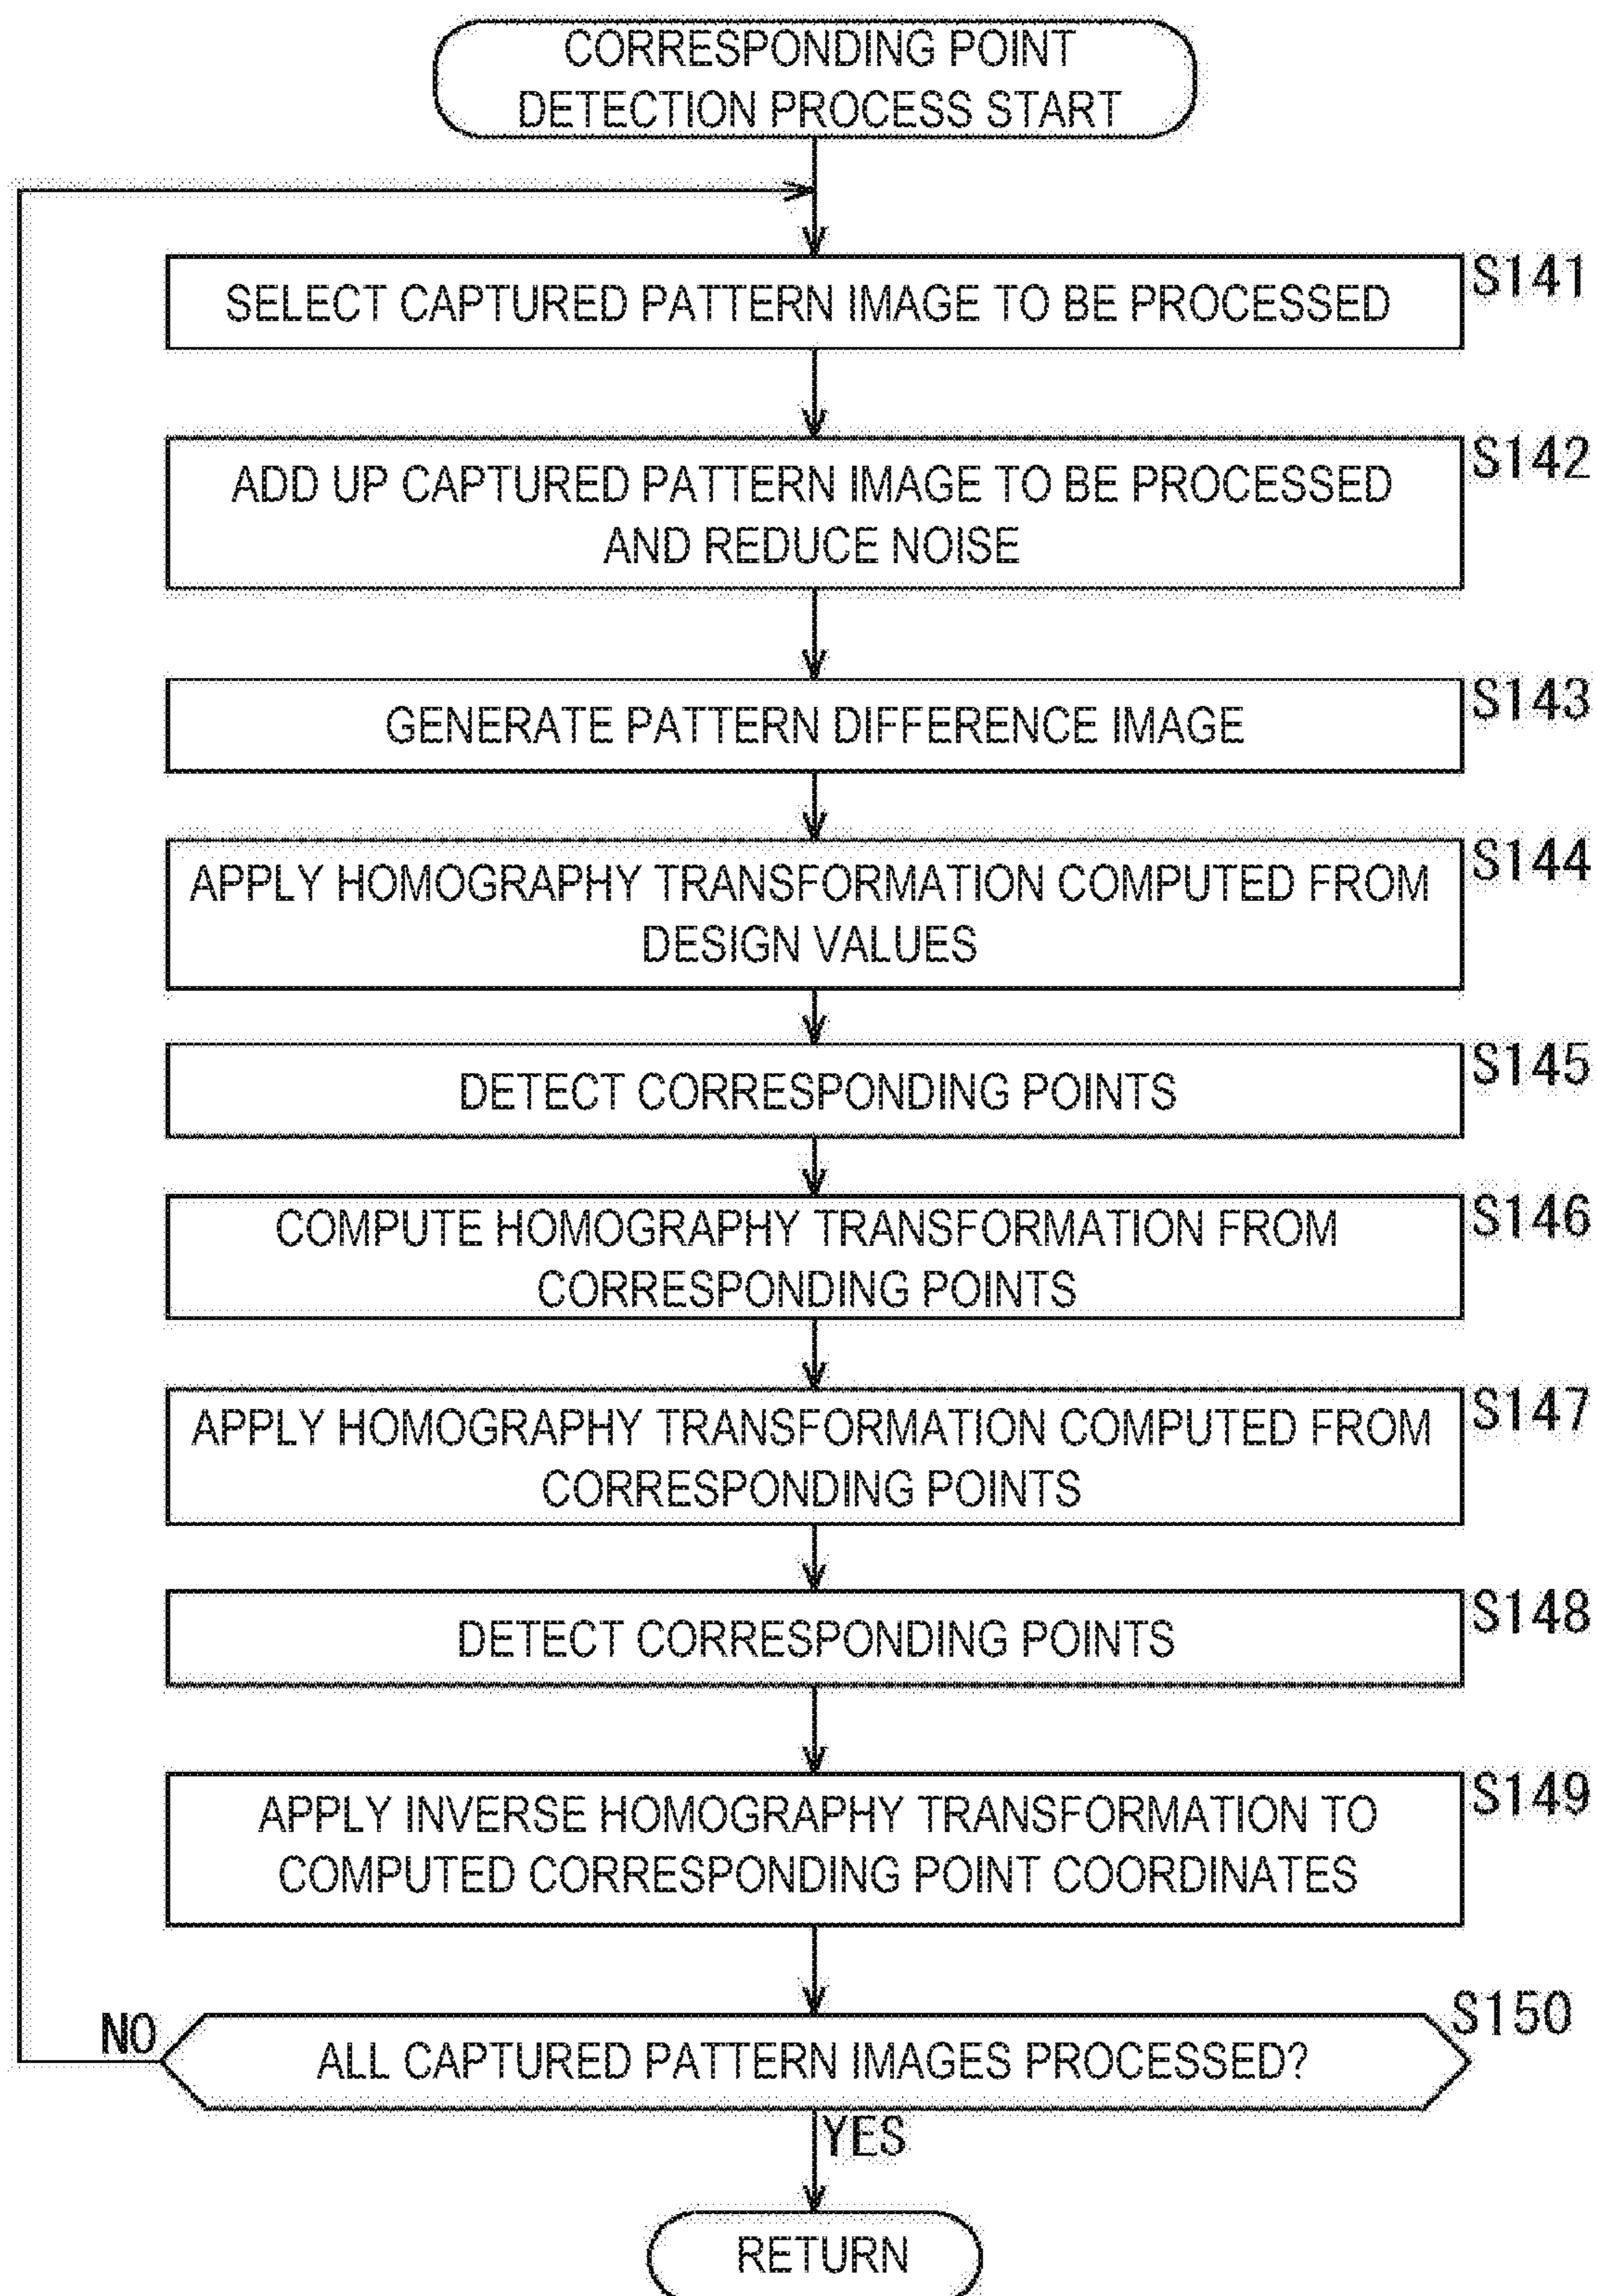 CORRESPONDING POINT
DETECTION PROCESS START
S141
SELECT CAPTURED PATTERN IMAGE TO BE PROCESSED
S142
ADD UP CAPTURED PATTERN IMAGE TO BE PROCESSED
AND REDUCE NOISE
S143
GENERATE PATTERN DIFFERENCE IMAGE
S144
APPLY HOMOGRAPHY TRANSFORMATION COMPUTED FROM
DESIGN VALUES
S145
DETECT CORRESPONDING POINTS
S146
COMPUTE HOMOGRAPHY TRANSFORMATION FROM
CORRESPONDING POINTS
S147
APPLY HOMOGRAPHY TRANSFORMATION COMPUTED FROM
CORRESPONDING POINTS
S148
DETECT CORRESPONDING POINTS
S149
APPLY INVERSE HOMOGRAPHY TRANSFORMATION TO
COMPUTED CORRESPONDING POINT COORDINATES
S150
NO
ALL CAPTURED PATTERN IMAGES PROCESSED?
YES
RETURN